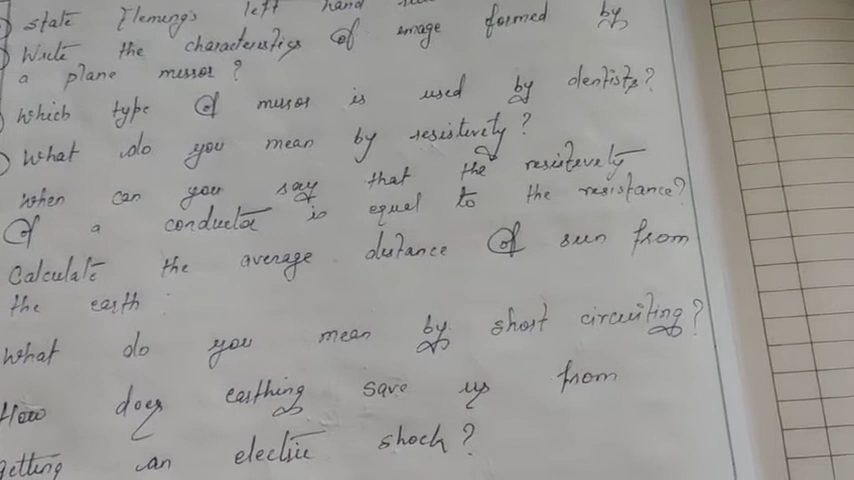 State Fleming's left hand
Write the characteristics of image formed by
a plane mirror?
Which type of mirror is used by dentists?
What do you mean by resisterety?
When can you say that the resisterety
of a conductor is equal to the resistance?
Calculate the average distance of sun from
the earth
What do you mean by short circuiting?
How does earthing save us from
getting an electric shock?